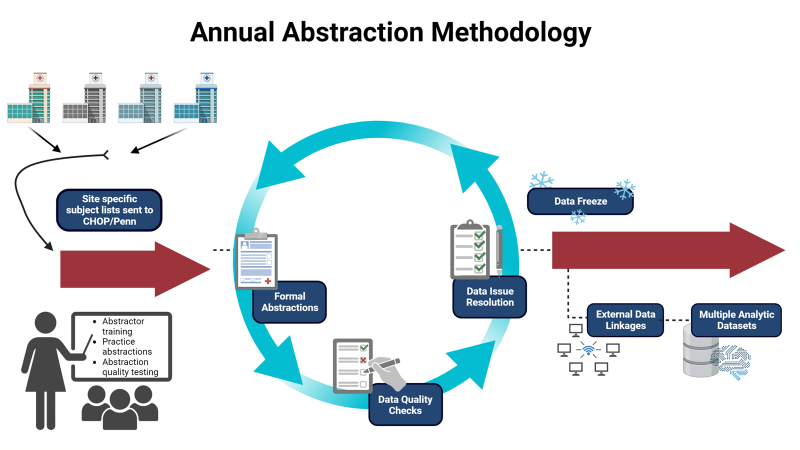 Annual Abstraction Methodology
Site specific
subject lists sent to
CHOP/Penn
• Abstractor
training
• Practice
abstractions
• Abstraction
quality testing
Formal
Abstractions
Data Quality
Checks
Data Issue
Resolution
Data Freeze
External Data
Linkages
Multiple Analytic
Datasets